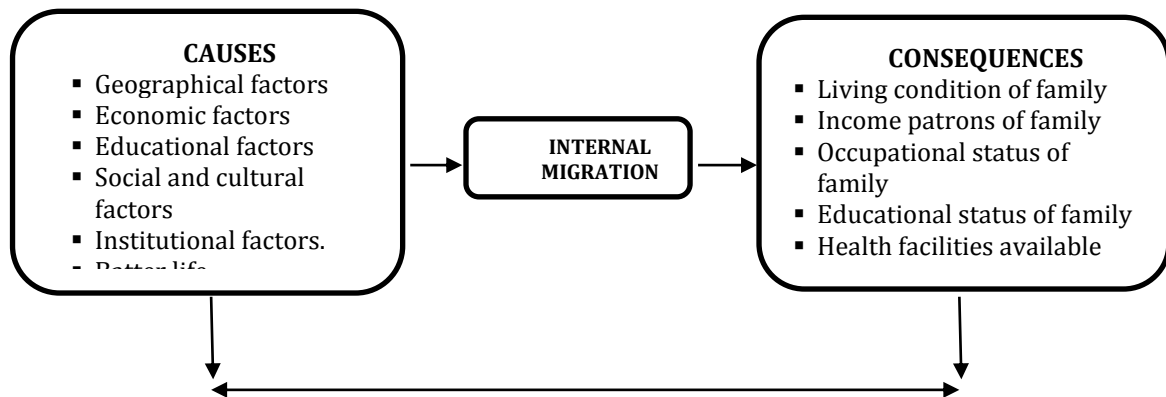 CAUSES
▪ Geographical factors
▪ Economic factors
▪ Educational factors
▪ Social and cultural
factors
▪ Institutional factors.
INTERNAL
MIGRATION
CONSEQUENCES
▪ Living condition of family
▪ Income patrons of family
▪ Occupational status of
family
▪ Educational status of family
▪ Health facilities available